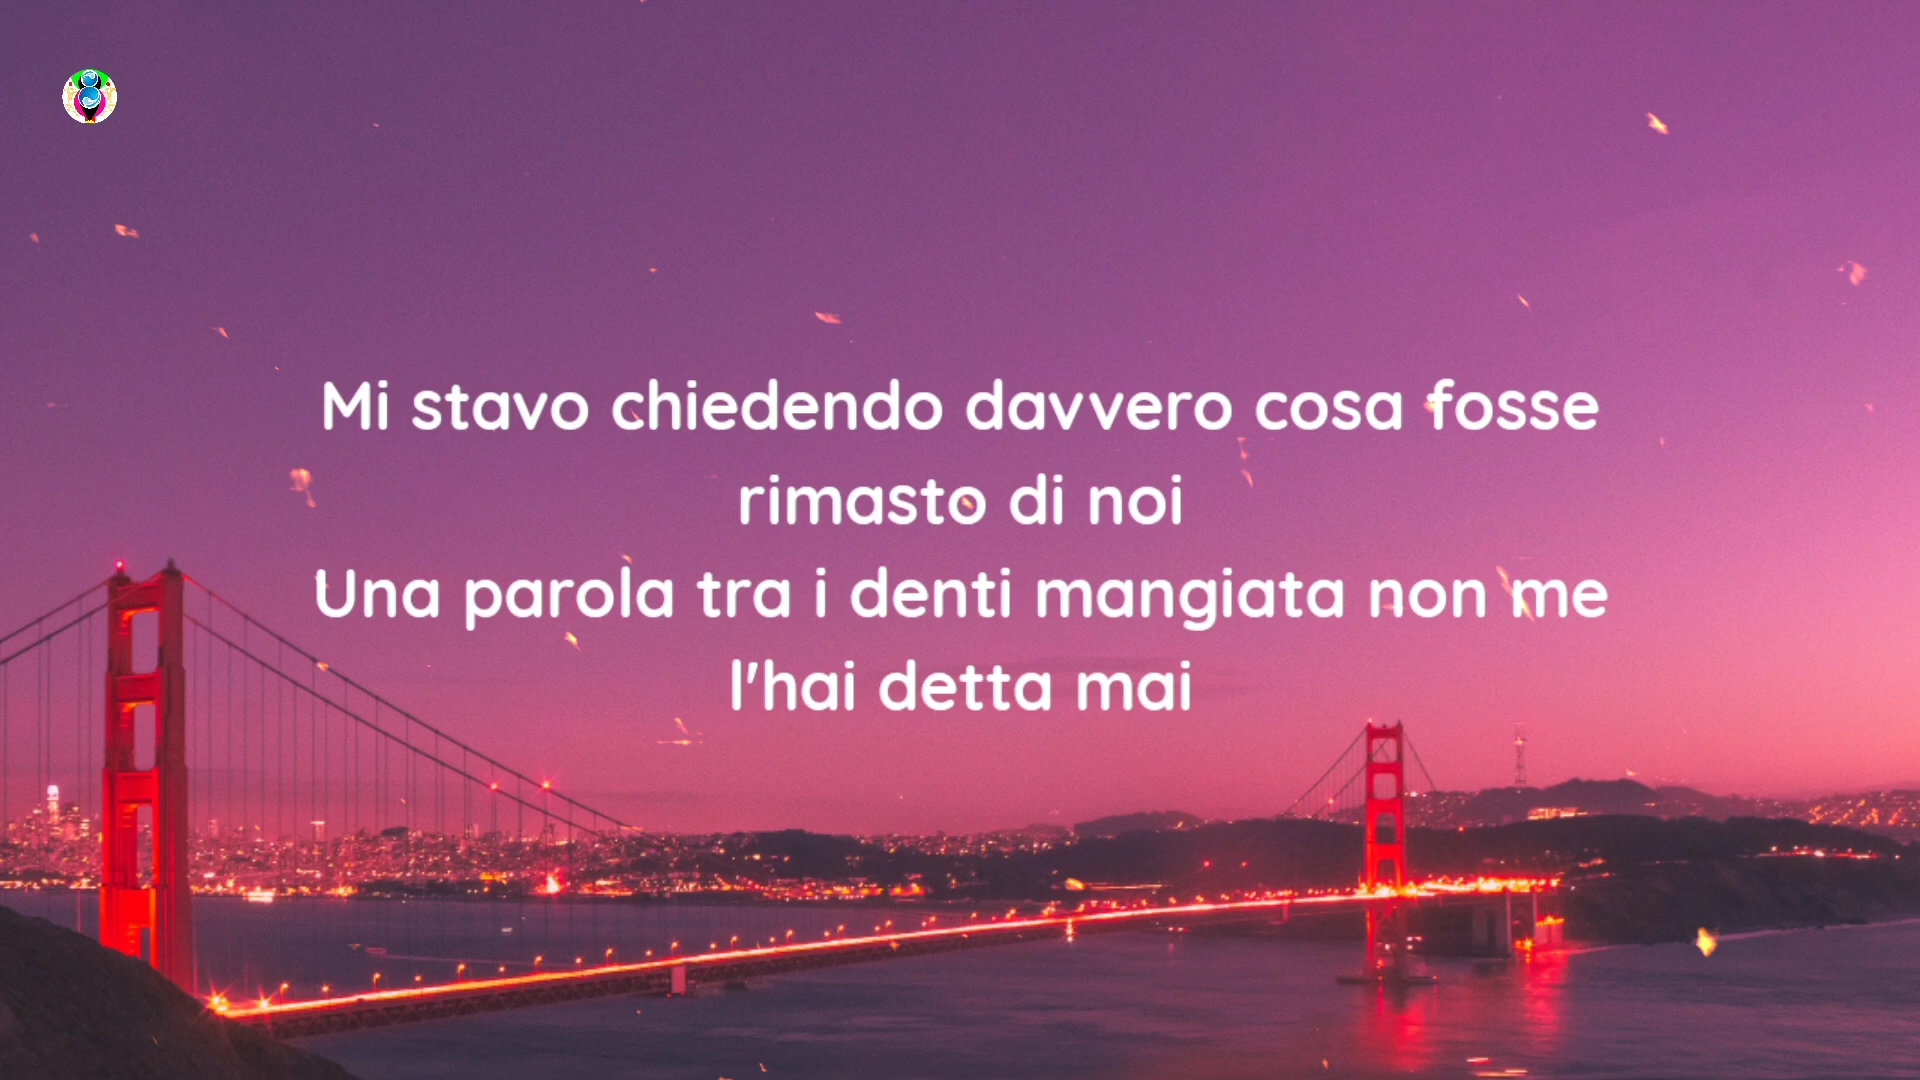 Mi stavo chiedendo davvero cosa fosse
rimasto di noi
Una parola tra i denti mangiata non me
l'hai detta mai